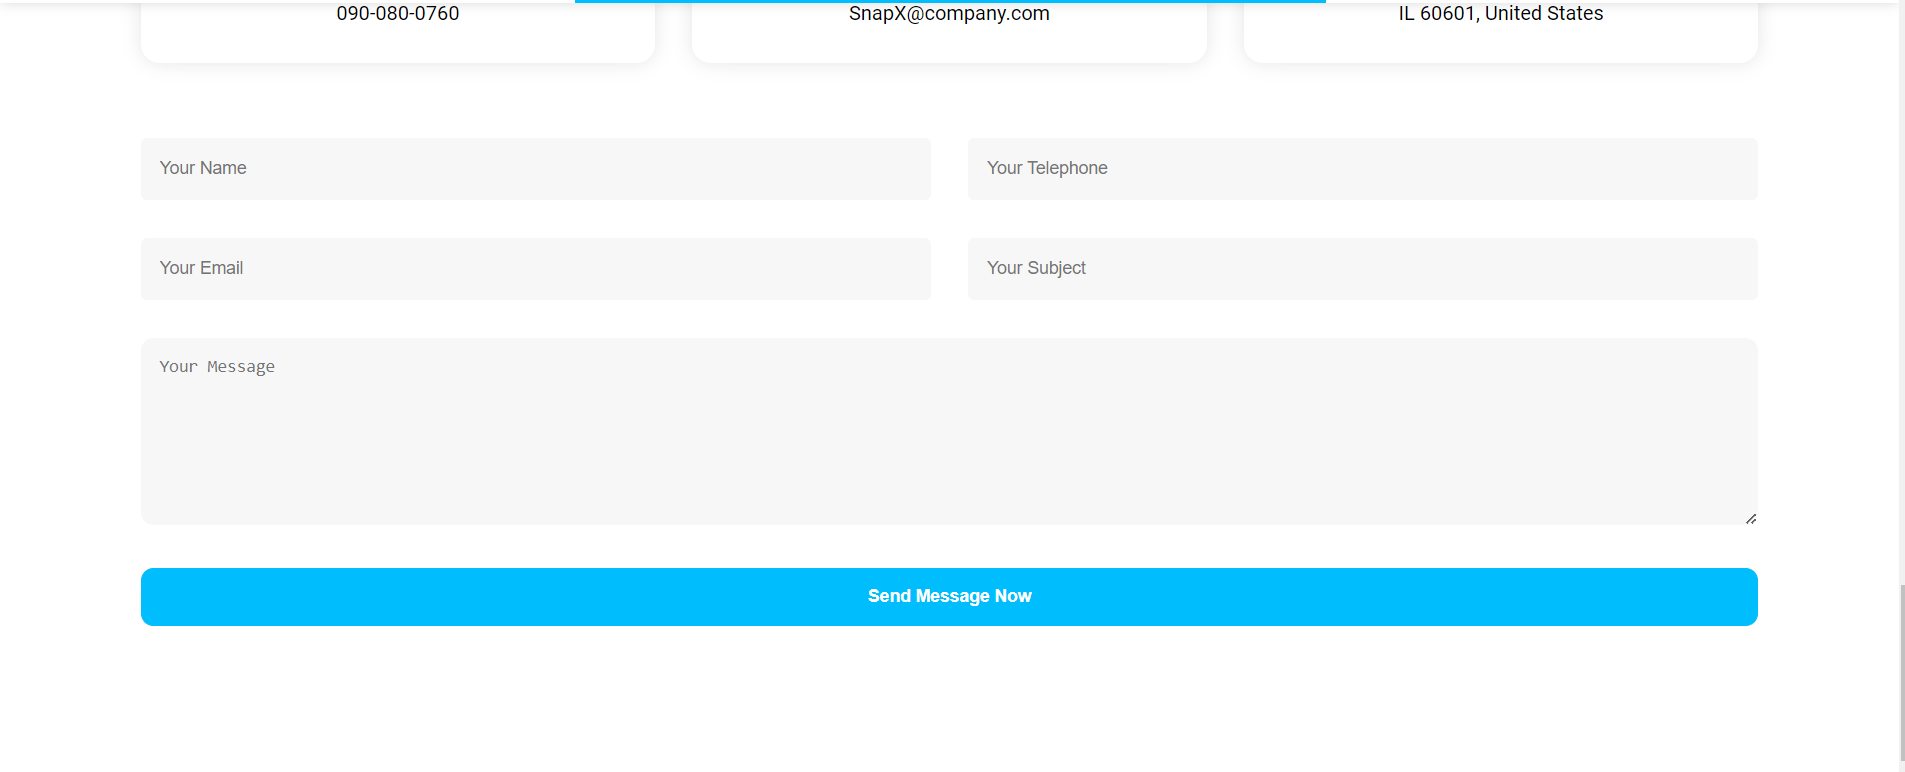 090-080-0760
SnapX@company.com
IL 60601, United States
Your Name
Your Telephone
Your Email
Your Subject
Your Message
Send Message Now